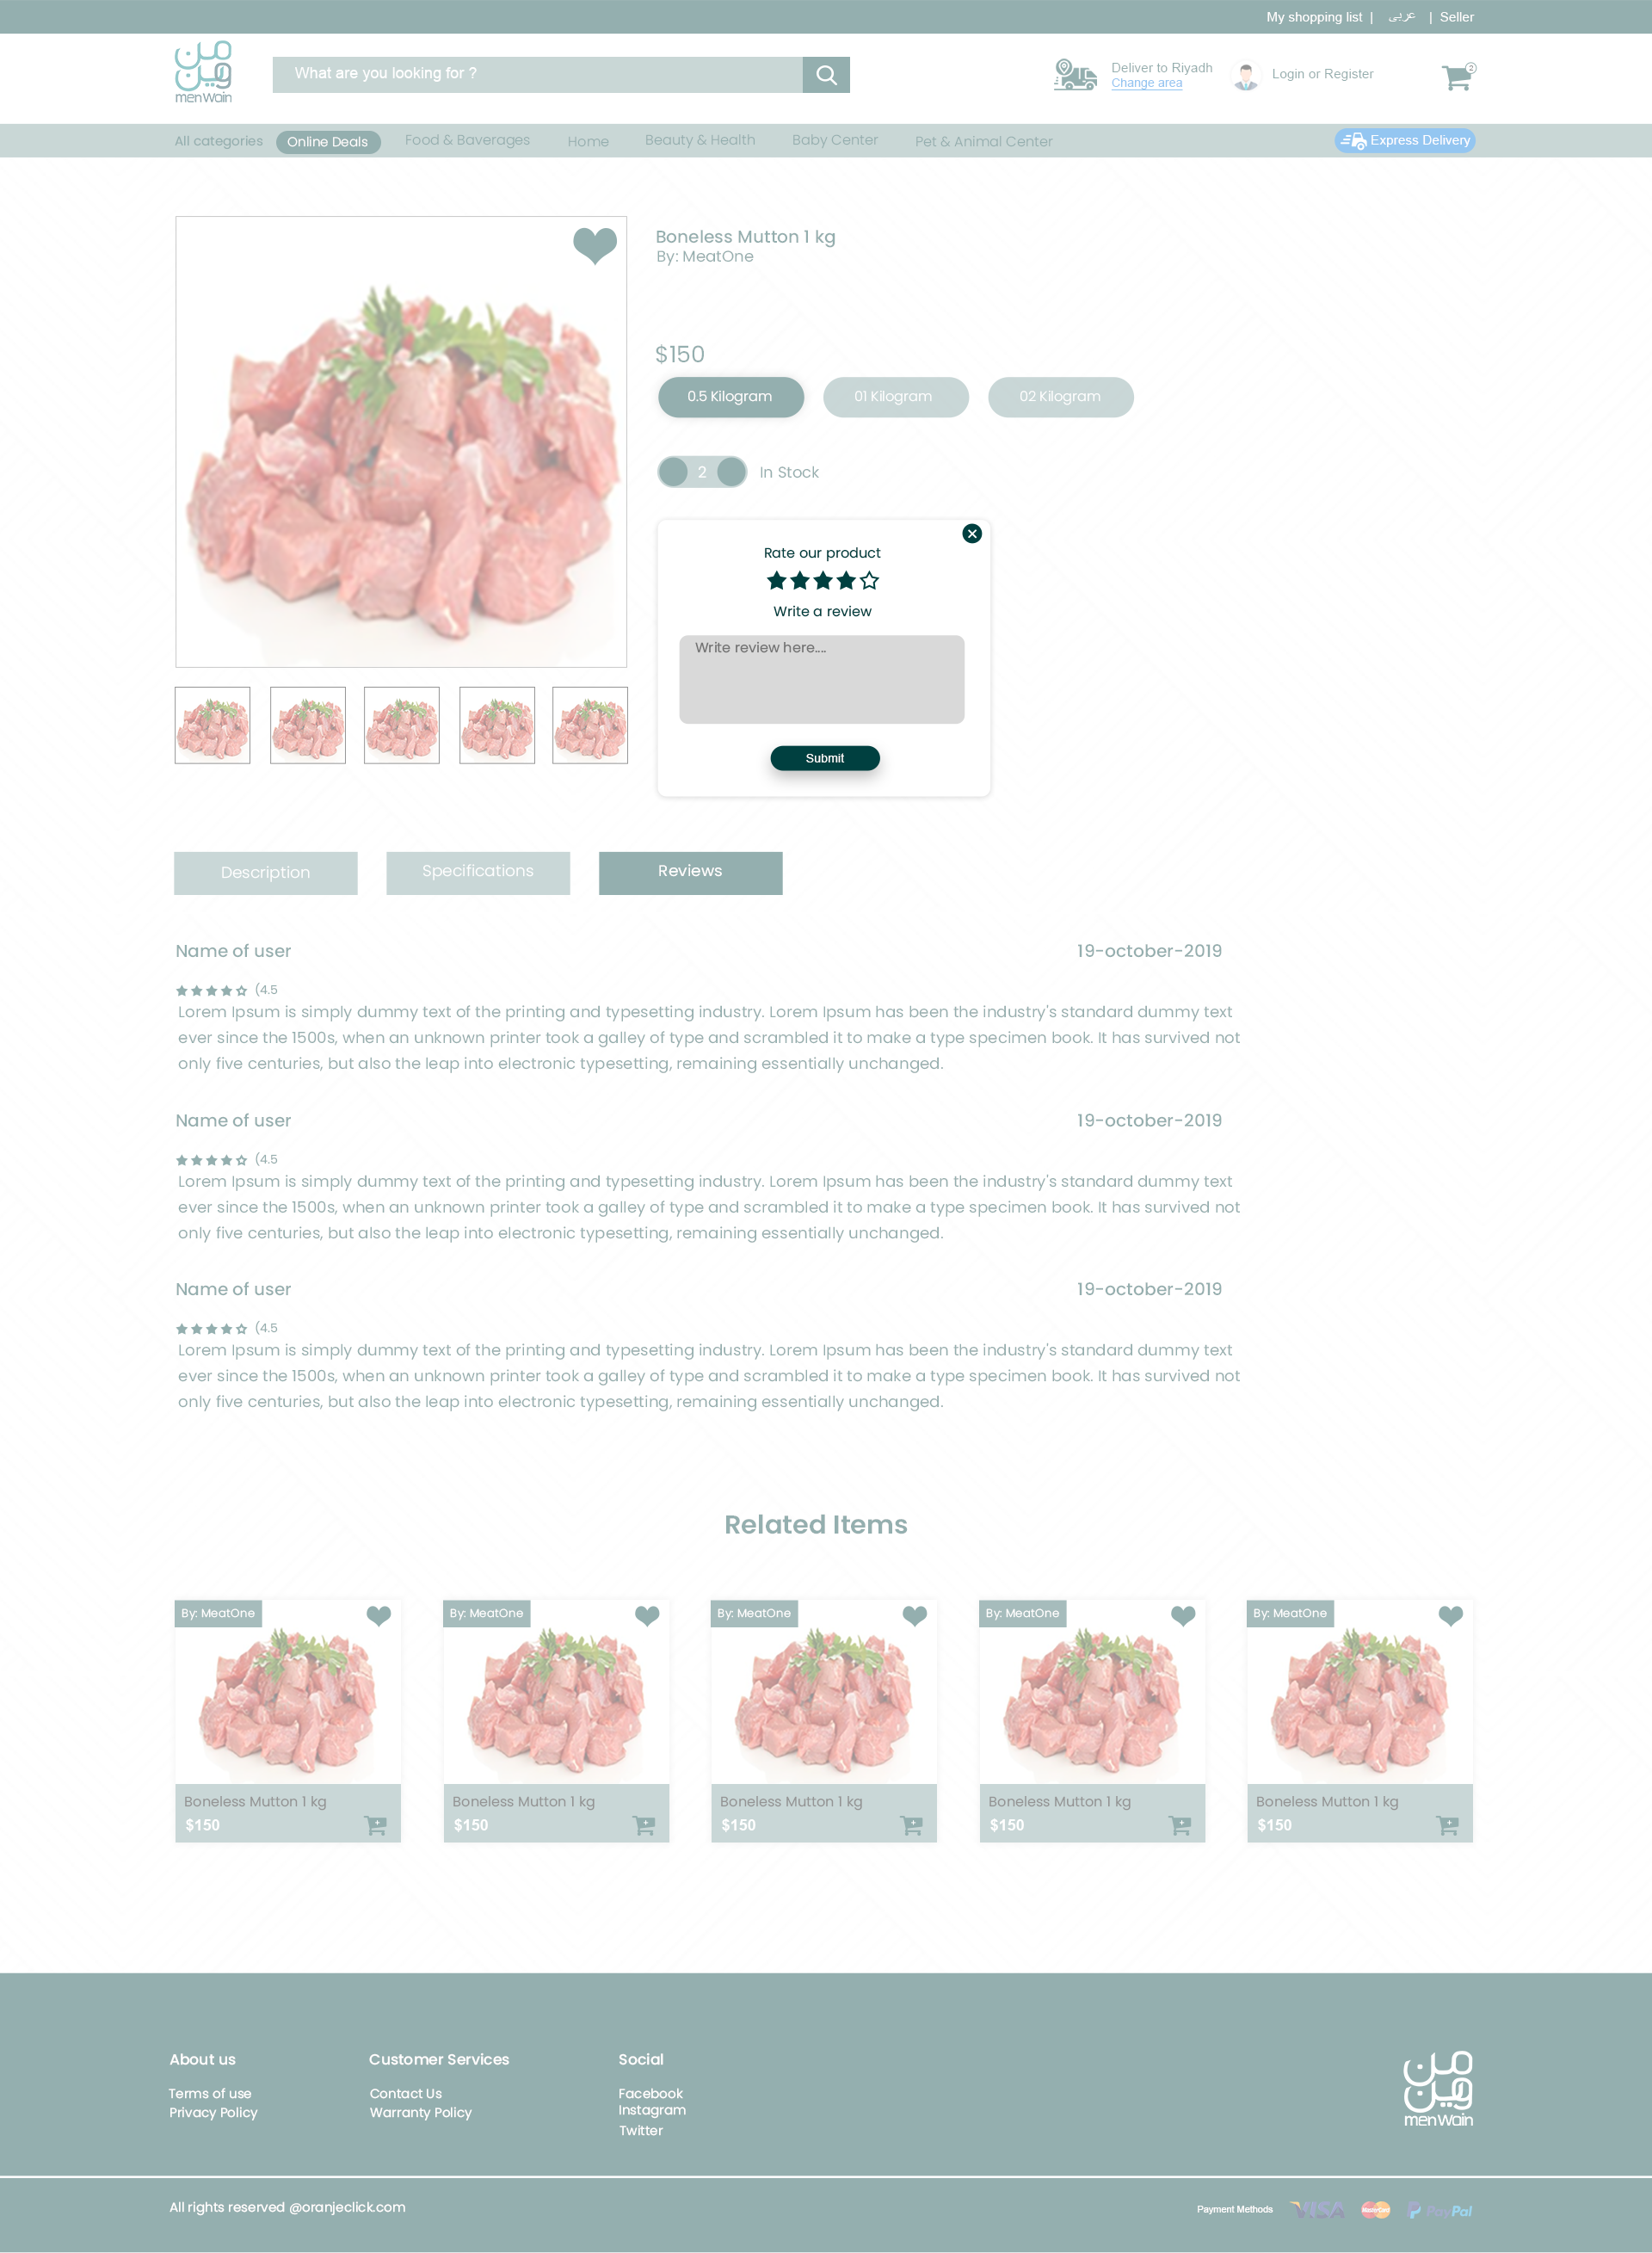 My shopping list | عربى | Seller
من
وين
menWain
What are you looking for ?
Deliver to Riyadh
Change area
Login or Register
2
All categories
Online Deals
Food & Baverages
Home
Beauty & Health
Baby Center
Pet & Animal Center
Express Delivery
Boneless Mutton 1 kg
By: MeatOne
$150
0.5 Kilogram
01 Kilogram
02 Kilogram
2
In Stock
Rate our product
Write a review
Write review here....
Submit
Description
Specifications
Reviews
Name of user
19-october-2019
(4.5
Lorem Ipsum is simply dummy text of the printing and typesetting industry. Lorem Ipsum has been the industry's standard dummy text
ever since the 1500s, when an unknown printer took a galley of type and scrambled it to make a type specimen book. It has survived not
only five centuries, but also the leap into electronic typesetting, remaining essentially unchanged.
Name of user
19-october-2019
(4.5
Lorem Ipsum is simply dummy text of the printing and typesetting industry. Lorem Ipsum has been the industry's standard dummy text
ever since the 1500s, when an unknown printer took a galley of type and scrambled it to make a type specimen book. It has survived not
only five centuries, but also the leap into electronic typesetting, remaining essentially unchanged.
Name of user
19-october-2019
(4.5
Lorem Ipsum is simply dummy text of the printing and typesetting industry. Lorem Ipsum has been the industry's standard dummy text
ever since the 1500s, when an unknown printer took a galley of type and scrambled it to make a type specimen book. It has survived not
only five centuries, but also the leap into electronic typesetting, remaining essentially unchanged.
Related Items
By: MeatOne
Boneless Mutton 1 kg
$150
By: MeatOne
Boneless Mutton 1 kg
$150
By: MeatOne
Boneless Mutton 1 kg
$150
By: MeatOne
Boneless Mutton 1 kg
$150
By: MeatOne
Boneless Mutton 1 kg
$150
About us
Terms of use
Privacy Policy
Customer Services
Contact Us
Warranty Policy
Social
Facebook
Instagram
Twitter
من
وين
menWain
All rights reserved @oranjeclick.com
Payment Methods
VISA
MasterCard
PayPal